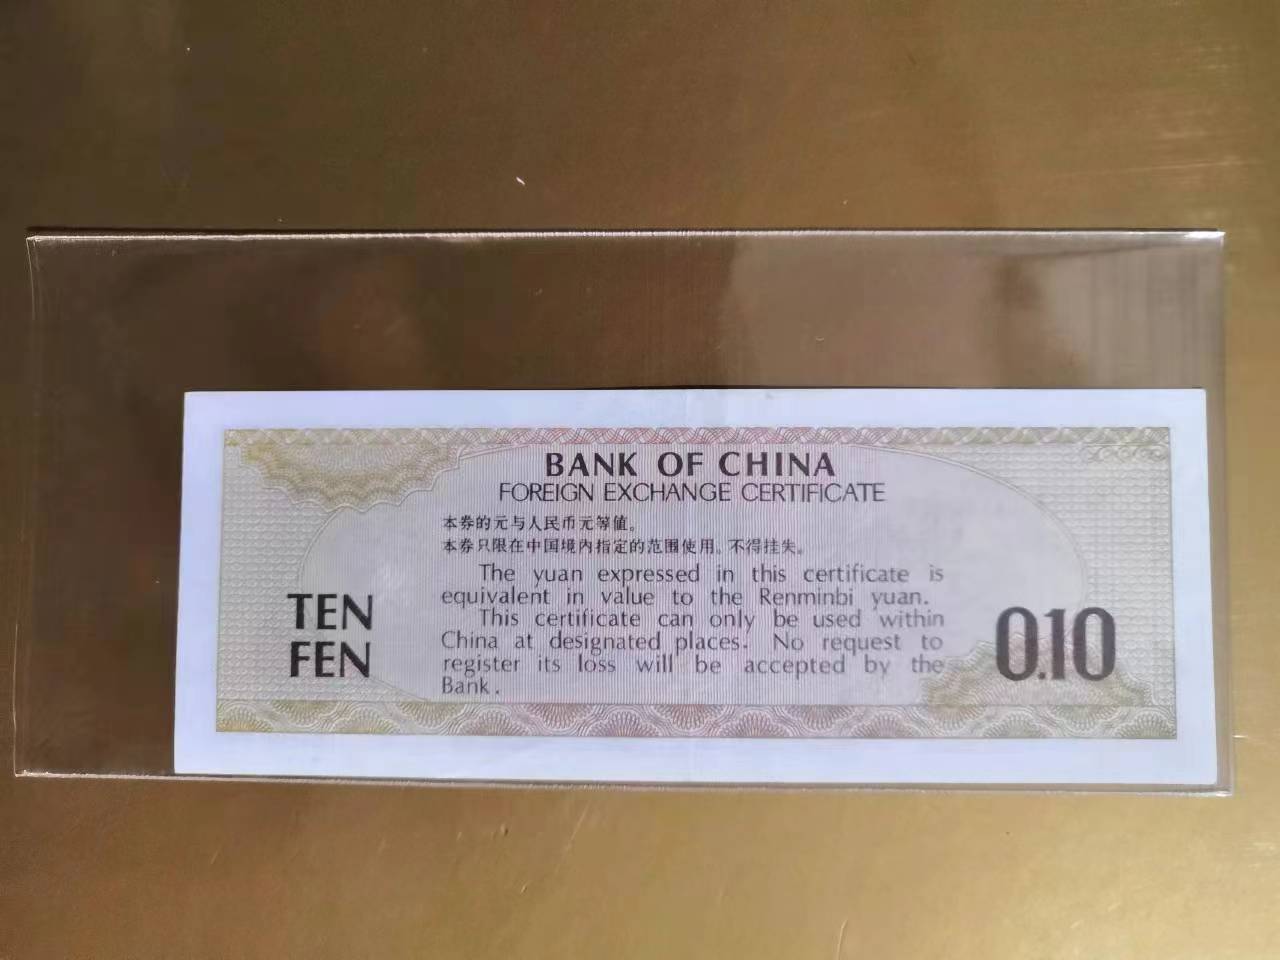 BANK OF CHINA
FOREIGN EXCHANGE CERTIFICATE
本券的元与人民币元等值。
本券只限在中国境内指定的范围使用，不得挂失。
The yuan expressed in this certificate is
equivalent in value to the Renminbi yuan.
This certificate can only be used within
China at designated places. No request to
register its loss will be accepted by the
Bank.
TEN
FEN
0.10